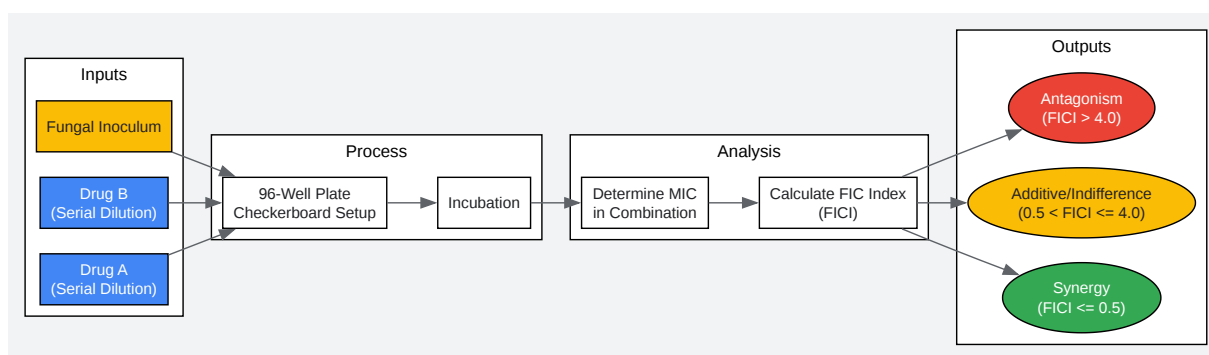 Inputs
Fungal Inoculum
Drug B
(Serial Dilution)
Drug A
(Serial Dilution)
Process
96-Well Plate
Checkerboard Setup
Incubation
Analysis
Determine MIC
in Combination
Calculate FIC Index
(FICI)
Outputs
Antagonism
(FICI > 4.0)
Additive/Indifference
(0.5 < FICI <= 4.0)
Synergy
(FICI <= 0.5)